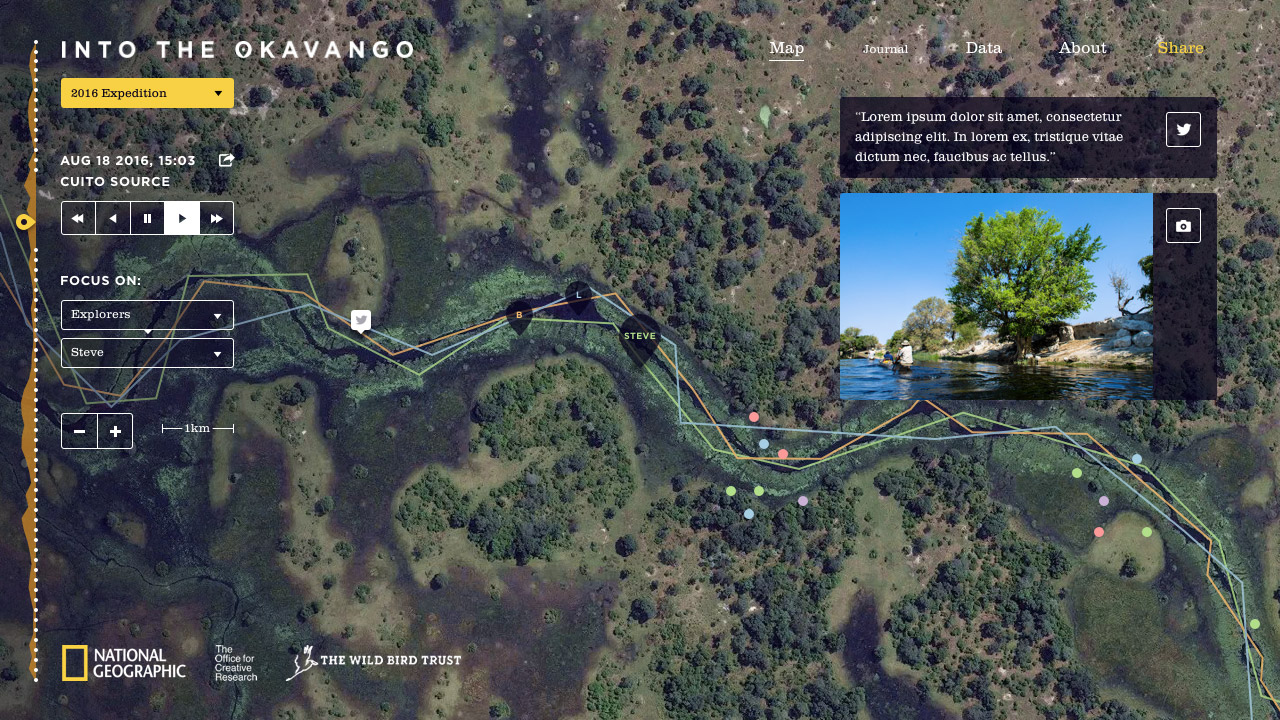 INTO THE OKAVANGO
Map
Journal
Data
About
Share
2016 Expedition
"Lorem ipsum dolor sit amet, consectetur
adipiscing elit. In lorem ex, tristique vitae
dictum nec, faucibus ac tellus."
AUG 18 2016, 15:03
CUITO SOURCE
FOCUS ON:
Explorers
Steve
B
L
STEVE
1km
NATIONAL
GEOGRAPHIC
The
Office for
Creative
Research
THE WILD BIRD TRUST